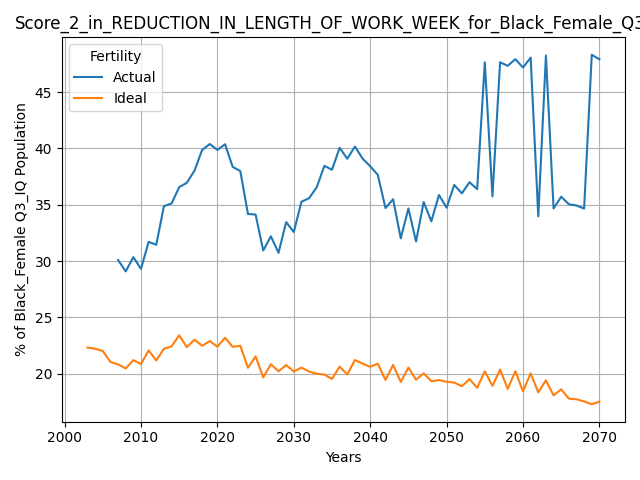 Score_2_in_REDUCTION_IN_LENGTH_OF_WORK_WEEK_for_Black_Female_Q3
Fertility
Actual
Ideal
% of Black_Female Q3_IQ Population
45
40
35
30
25
20
2000 2010 2020 2030 2040 2050 2060 2070
Years